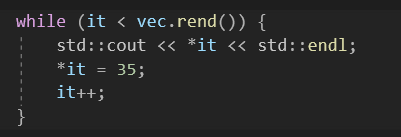 while (it < vec.rend()) {
    std::cout << *it << std::endl;
    *it = 35;
    it++;
}